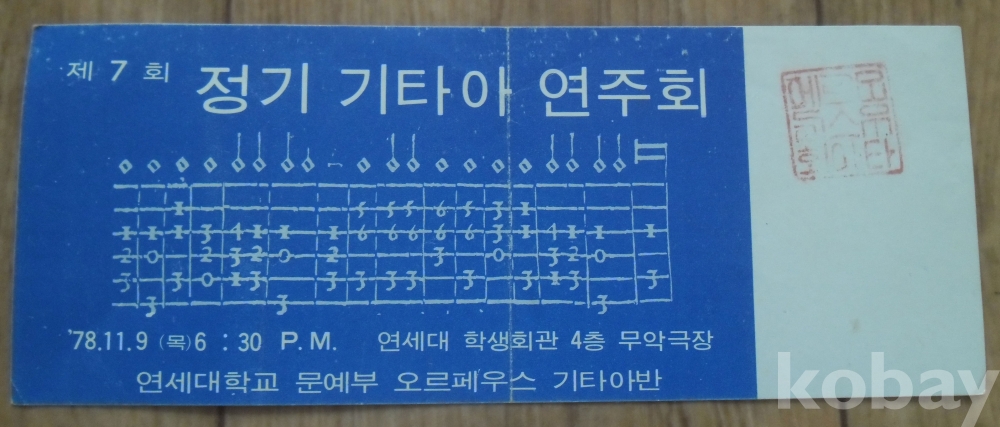 제 7 회
정기 기타아 연주회
'78.11.9 (목) 6 : 30 P.M. 연세대 학생회관 4층 무악극장
연세대학교 문예부 오르페우스 기타아반
kobay